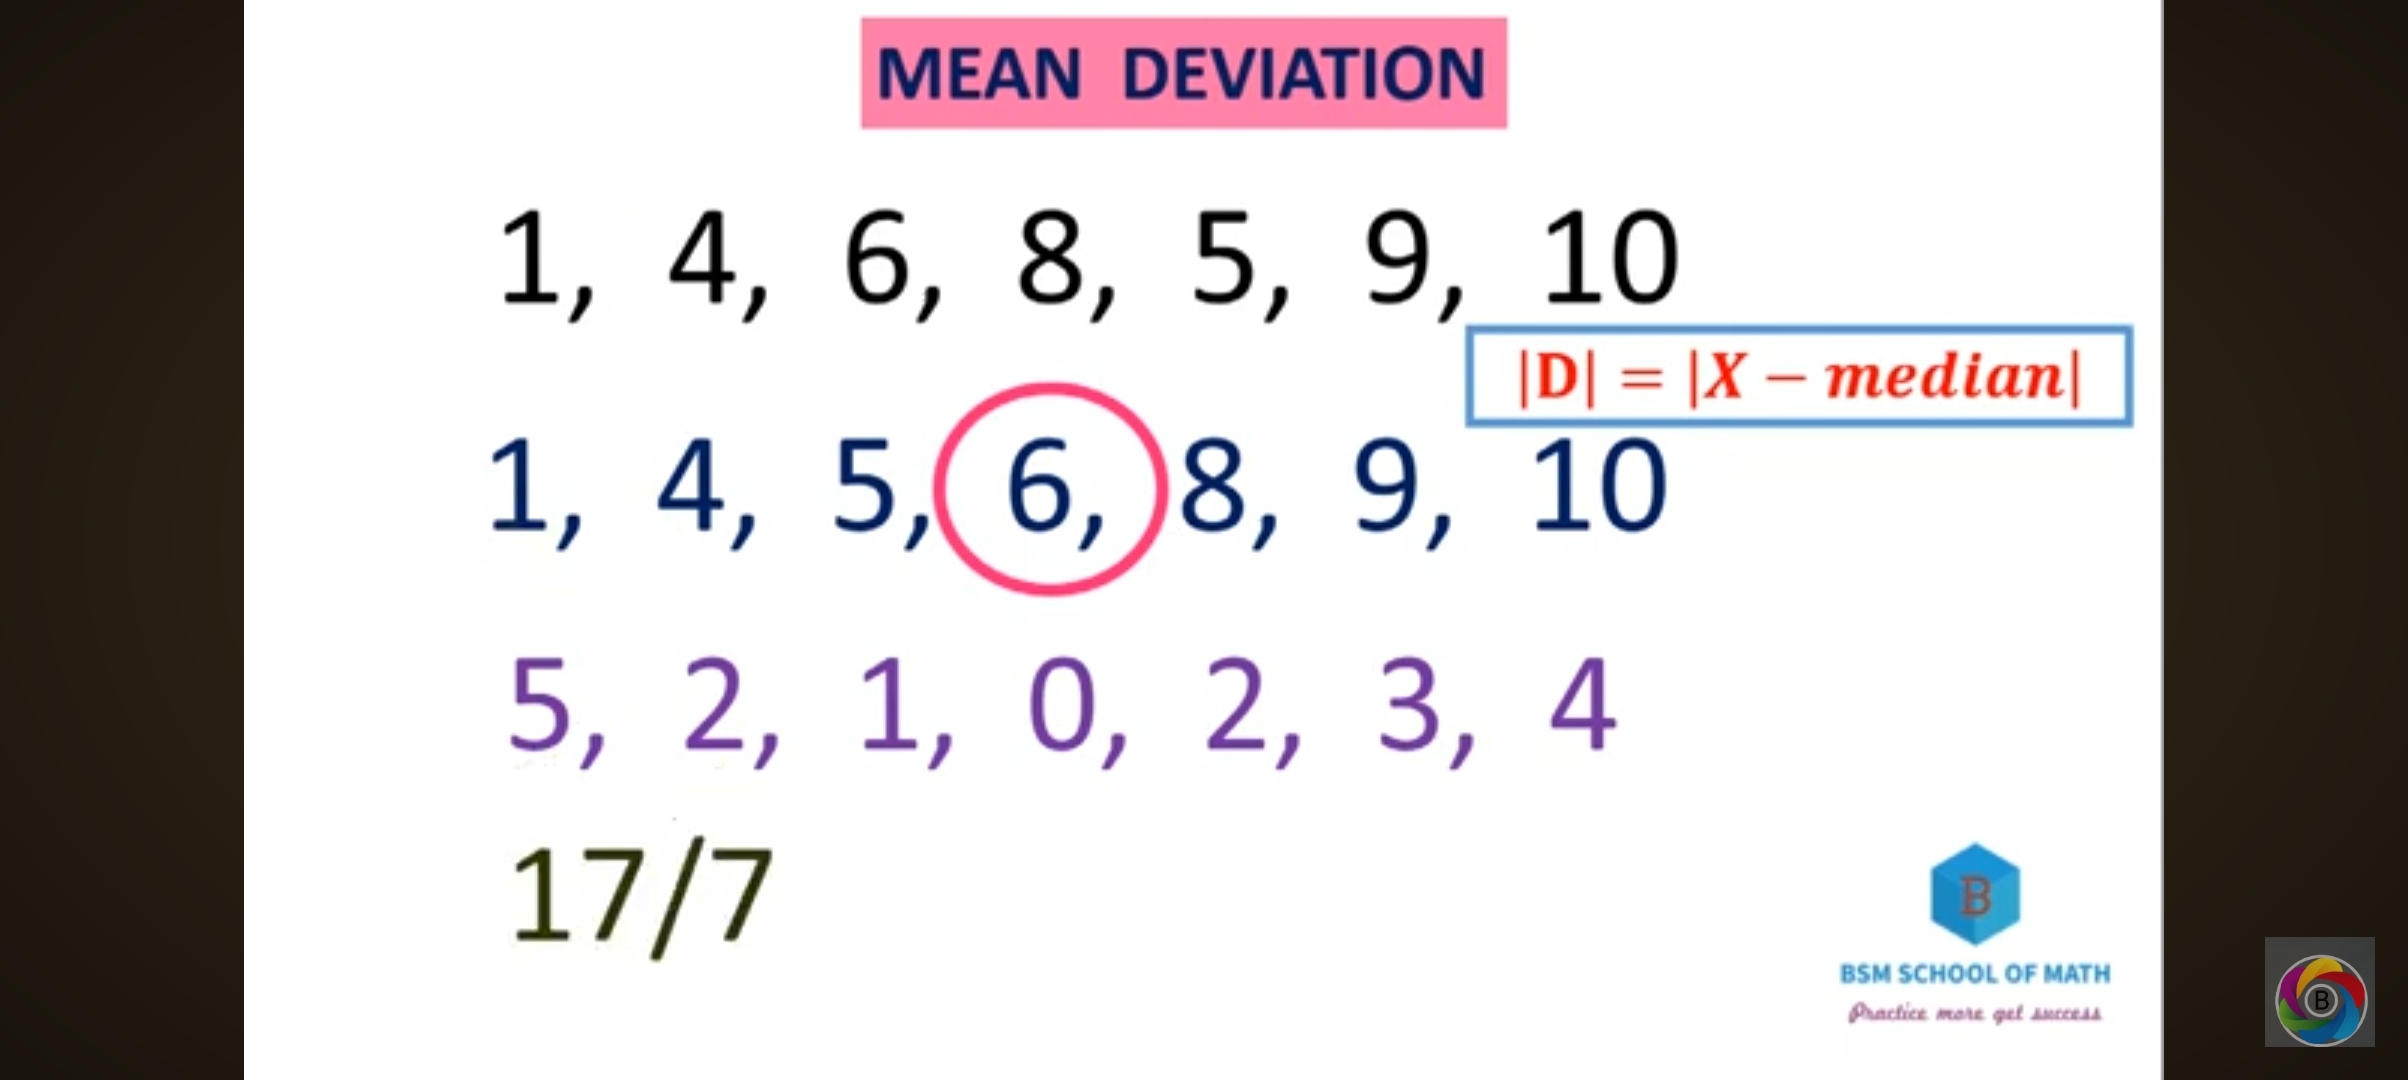 MEAN DEVIATION
1, 4, 6, 8, 5, 9, 10
|D| = |X − median|
1, 4, 5, 6, 8, 9, 10
5, 2, 1, 0, 2, 3, 4
17/7
B
BSM SCHOOL OF MATH
Practice more get success
B